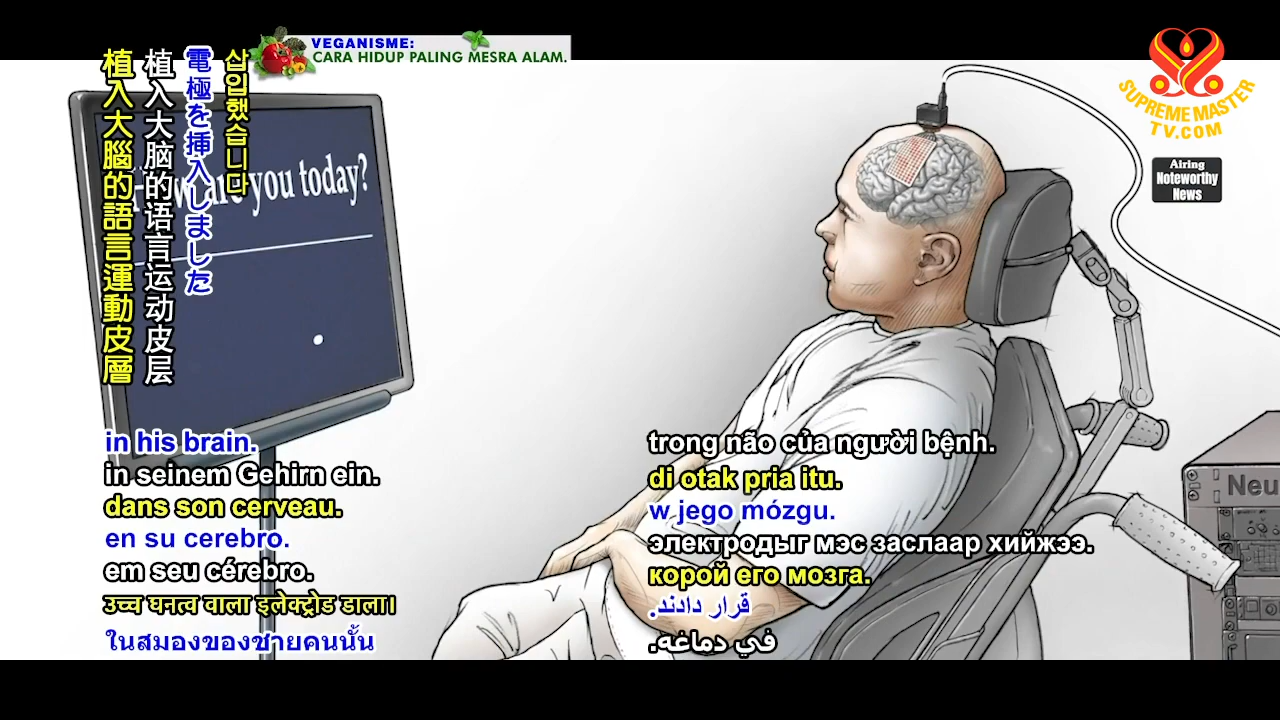 VEGANISME:
CARA HIDUP PALING MESRA ALAM.
SUPREME MASTER
TV.COM
Airing
Noteworthy
News
삽입했습니다
電極を挿入しました
植入大脑的语言运动皮层
植入大腦的語言運動皮層
are you today?
in his brain.
in seinem Gehirn ein.
dans son cerveau.
en su cerebro.
em seu cérebro.
उच्च घनत्व वाला इलेक्ट्रोड डाला।
ในสมองของชายคนนั้น
trong não của người bệnh.
di otak pria itu.
w jego mózgu.
электродыг мэс заслаар хийжээ.
корой его мозга.
قرار دادند.
في دماغه.
Neu